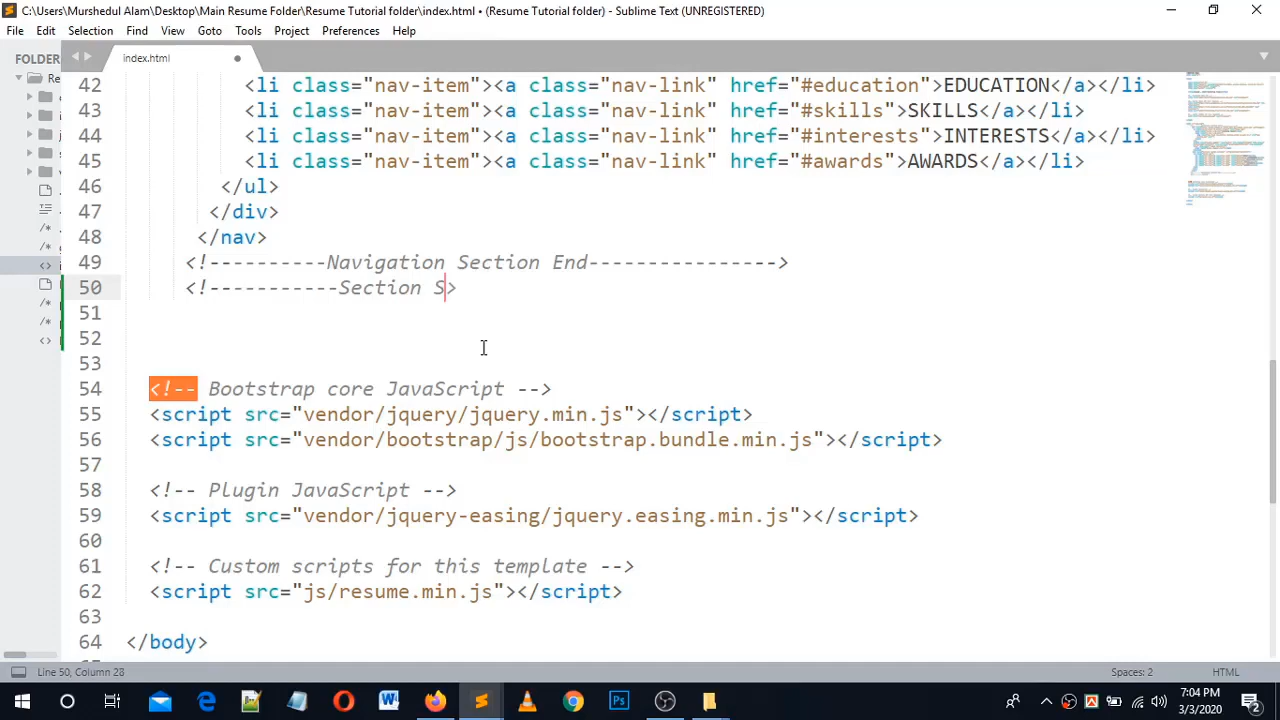 C:\Users\Murshedul Alam\Desktop\Main Resume Folder\Resume Tutorial folder\index.html • (Resume Tutorial folder) - Sublime Text (UNREGISTERED)
File Edit Selection Find View Goto Tools Project Preferences Help
FOLDER
index.html
Re
42 <li class="nav-item"><a class="nav-link" href="#education">EDUCATION</a></li>
43 <li class="nav-item"><a class="nav-link" href="#skills">SKILLS</a></li>
44 <li class="nav-item"><a class="nav-link" href="#interests">INTERESTS</a></li>
45 <li class="nav-item"><a class="nav-link" href="#awards">AWARDS</a></li>
46 </ul>
47 </div>
48 </nav>
49 <!----------Navigation Section End---------------->
50 <!-----------Section S>
51
52
53
54 <!-- Bootstrap core JavaScript -->
55 <script src="vendor/jquery/jquery.min.js"></script>
56 <script src="vendor/bootstrap/js/bootstrap.bundle.min.js"></script>
57
58 <!-- Plugin JavaScript -->
59 <script src="vendor/jquery-easing/jquery.easing.min.js"></script>
60
61 <!-- Custom scripts for this template -->
62 <script src="js/resume.min.js"></script>
63
64 </body>
Line 50, Column 28
Spaces: 2
HTML
7:04 PM
3/3/2020